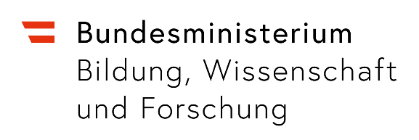 Bundesministerium
Bildung, Wissenschaft
und Forschung